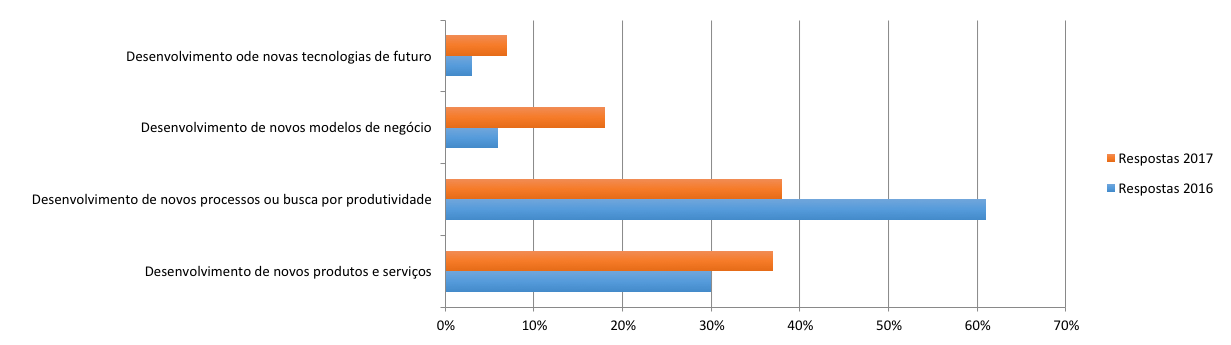 Desenvolvimento ode novas tecnologias de futuro
Desenvolvimento de novos modelos de negócio
Desenvolvimento de novos processos ou busca por produtividade
Desenvolvimento de novos produtos e serviços
0% 10% 20% 30% 40% 50% 60% 70%
Respostas 2017
Respostas 2016